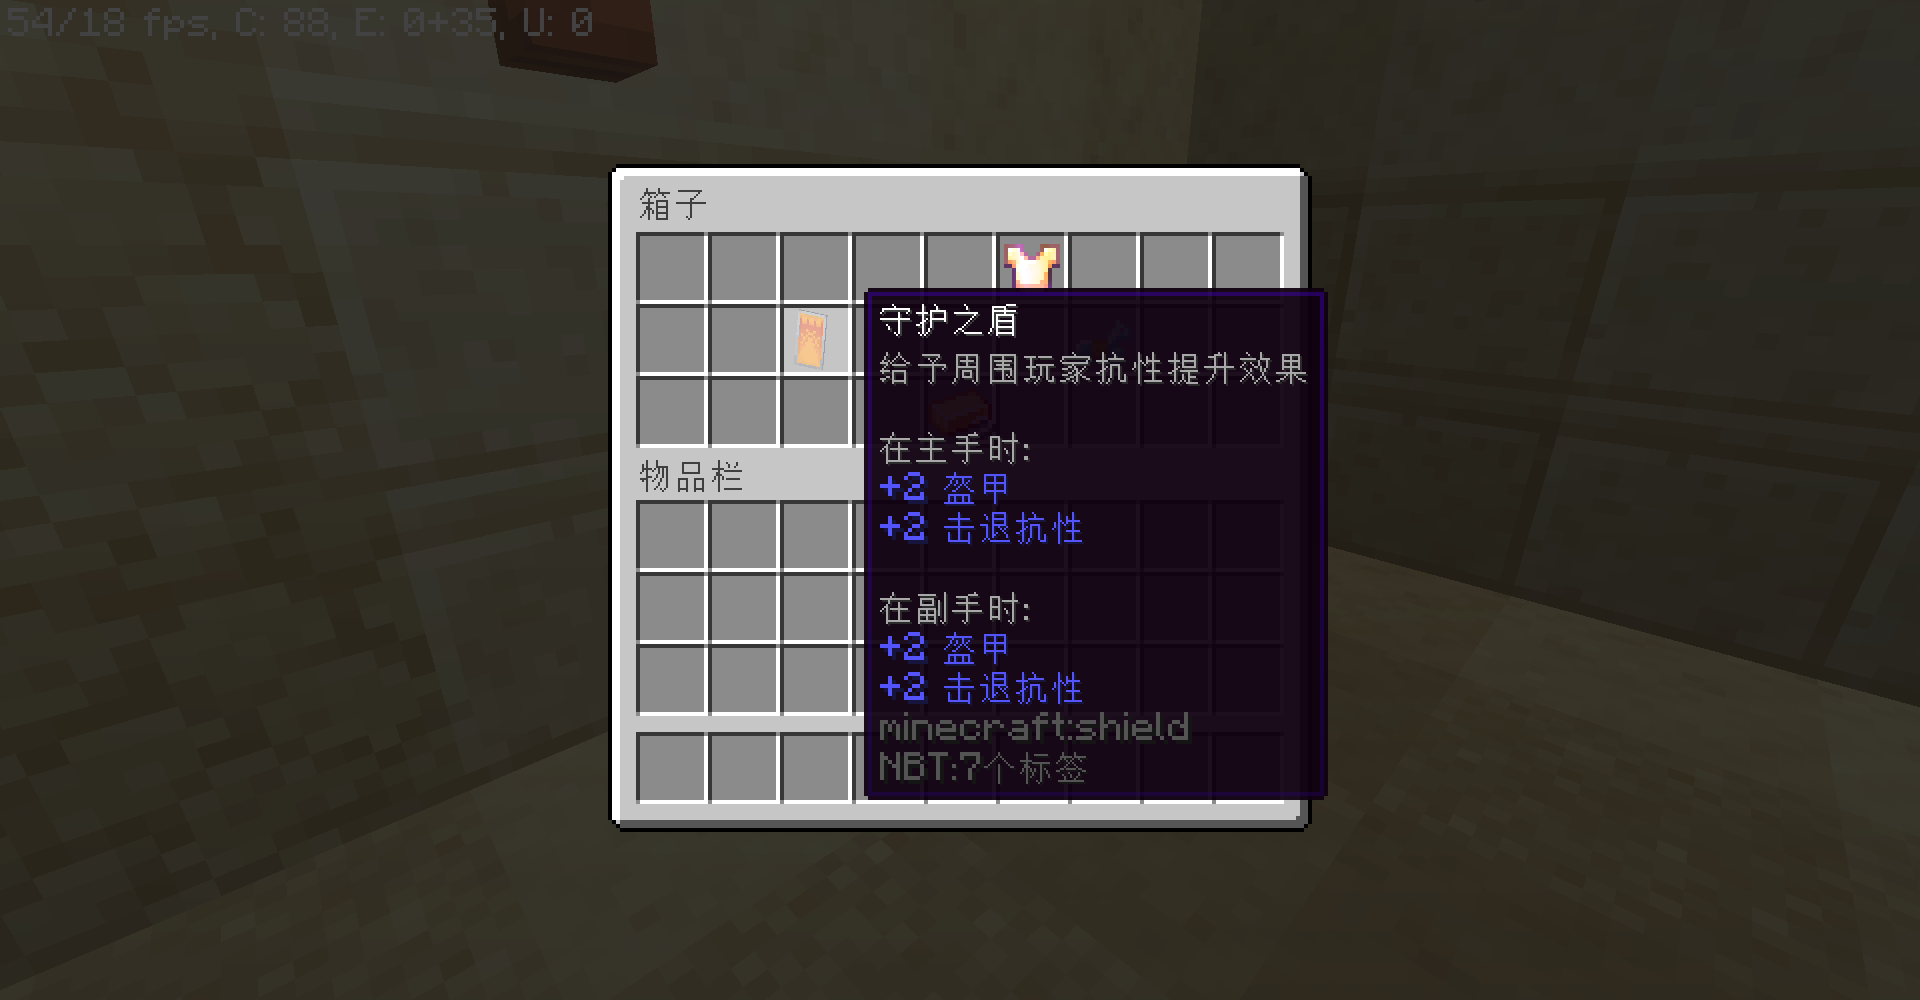 54/18 fps, C: 88, E: 0+35, U: 0
箱子
守护之盾
给予周围玩家抗性提升效果
物品栏
在主手时:
+2 盔甲
+2 击退抗性
在副手时:
+2 盔甲
+2 击退抗性
minecraft:shield
NBT:7个标签